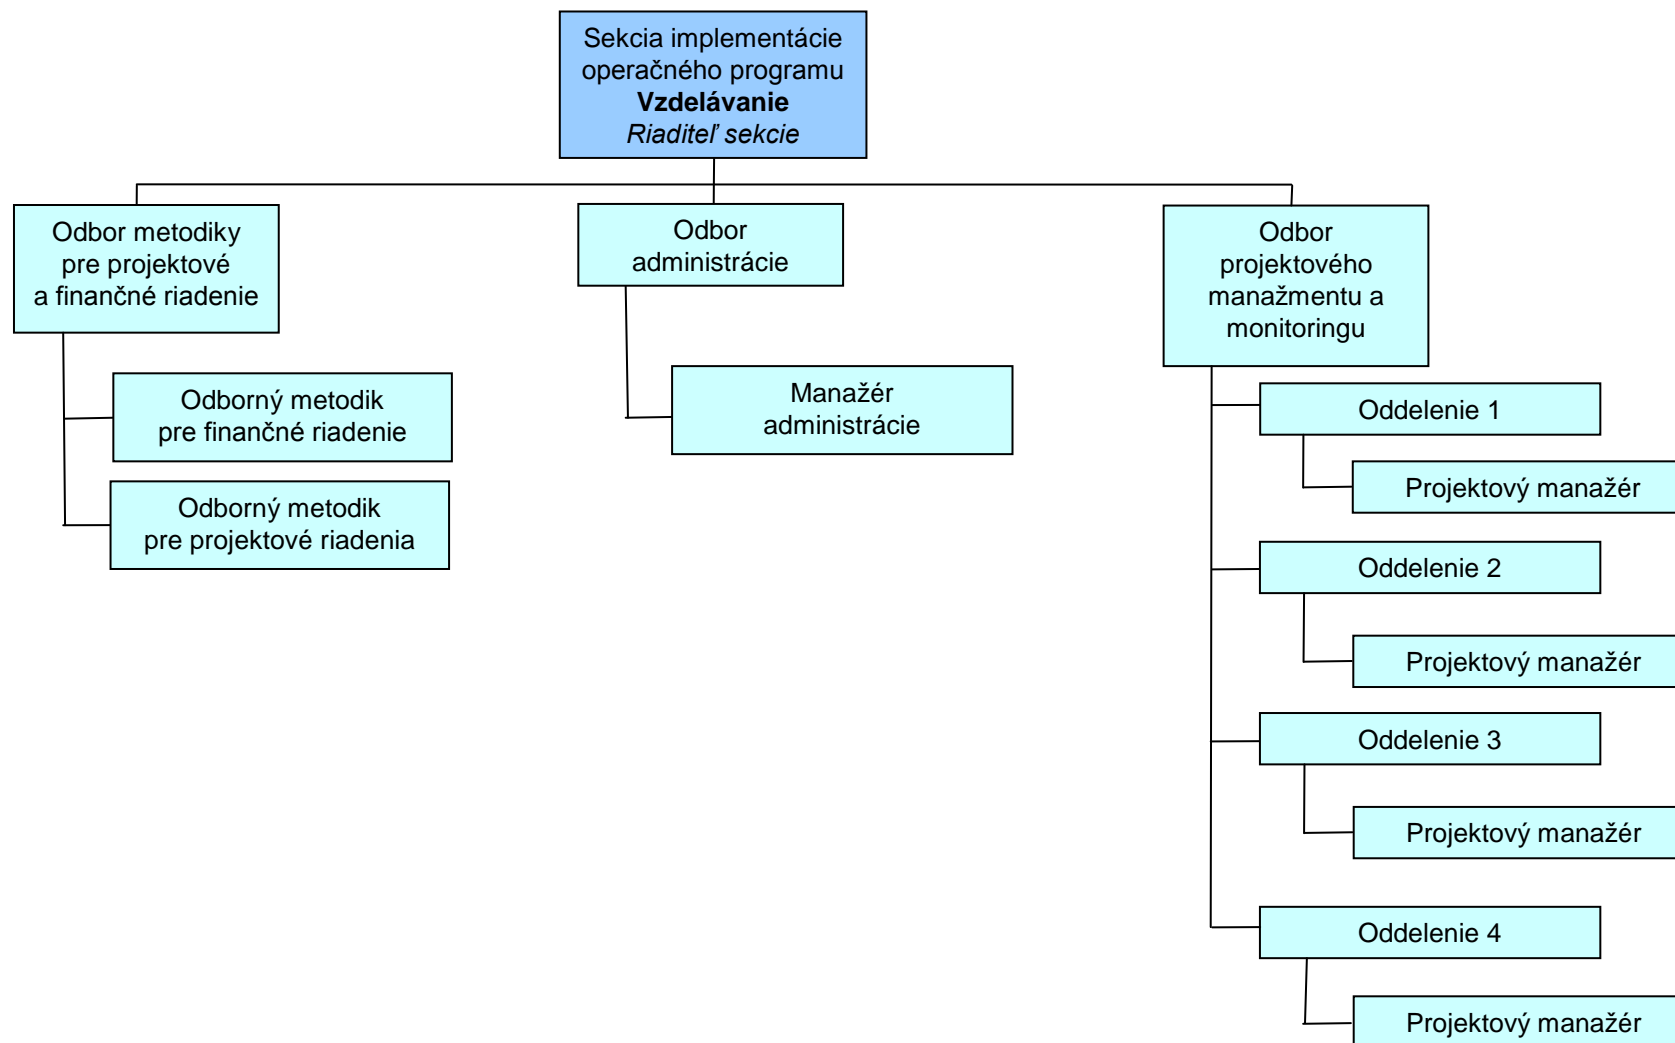 Sekcia implementácie
operačného programu
Vzdelávanie
Riaditeľ sekcie
Odbor metodiky
pre projektové
a finančné riadenie
Odborný metodik
pre finančné riadenie
Odborný metodik
pre projektové riadenia
Odbor
administrácie
Manažér
administrácie
Odbor
projektového
manažmentu a
monitoringu
Oddelenie 1
Projektový manažér
Oddelenie 2
Projektový manažér
Oddelenie 3
Projektový manažér
Oddelenie 4
Projektový manažér